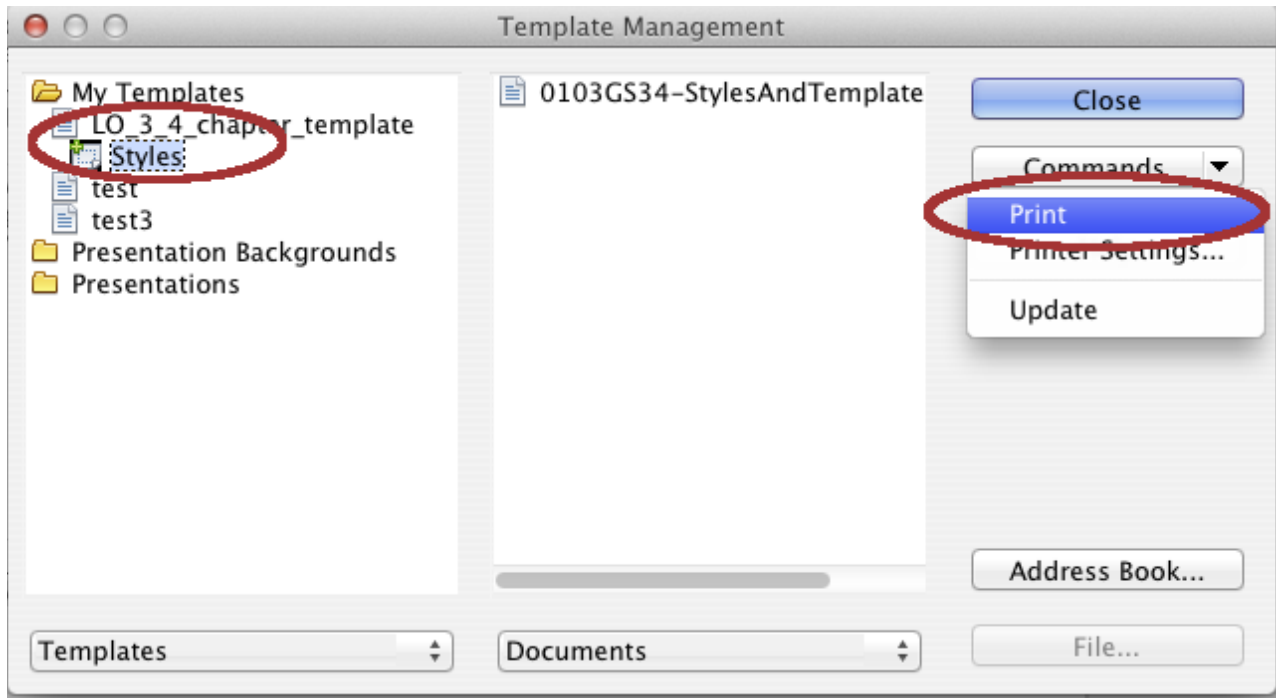 Template Management
My Templates
LO_3_4_chapter_template
Styles
test
test3
Presentation Backgrounds
Presentations
0103GS34-StylesAndTemplate
Close
Commands
Print
Printer Settings...
Update
Address Book...
Templates
Documents
File...